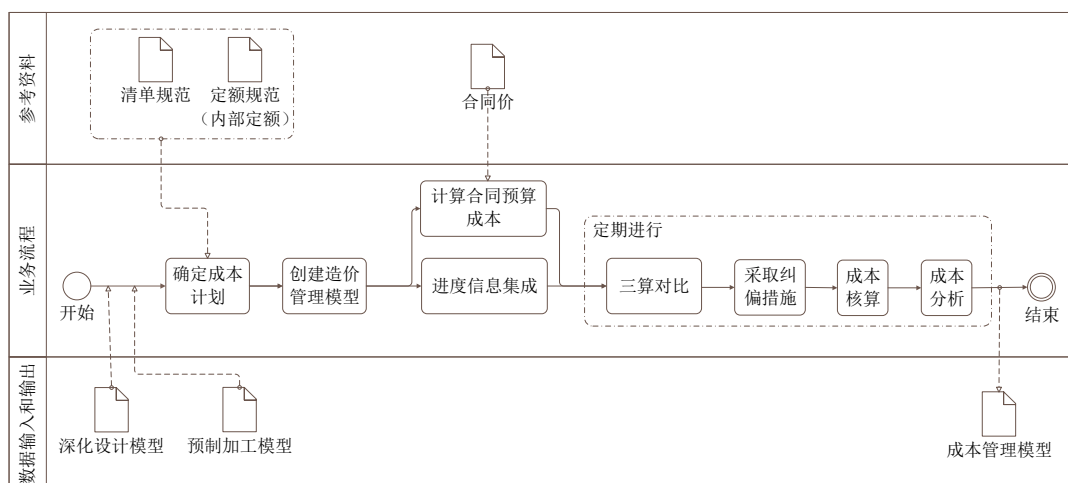 参考资料
清单规范
定额规范
（内部定额）
合同价
业务流程
开始
确定成本
计划
创建造价
管理模型
计算合同预算
成本
进度信息集成
定期进行
三算对比
采取纠
偏措施
成本
核算
成本
分析
结束
数据输入和输出
深化设计模型
预制加工模型
成本管理模型